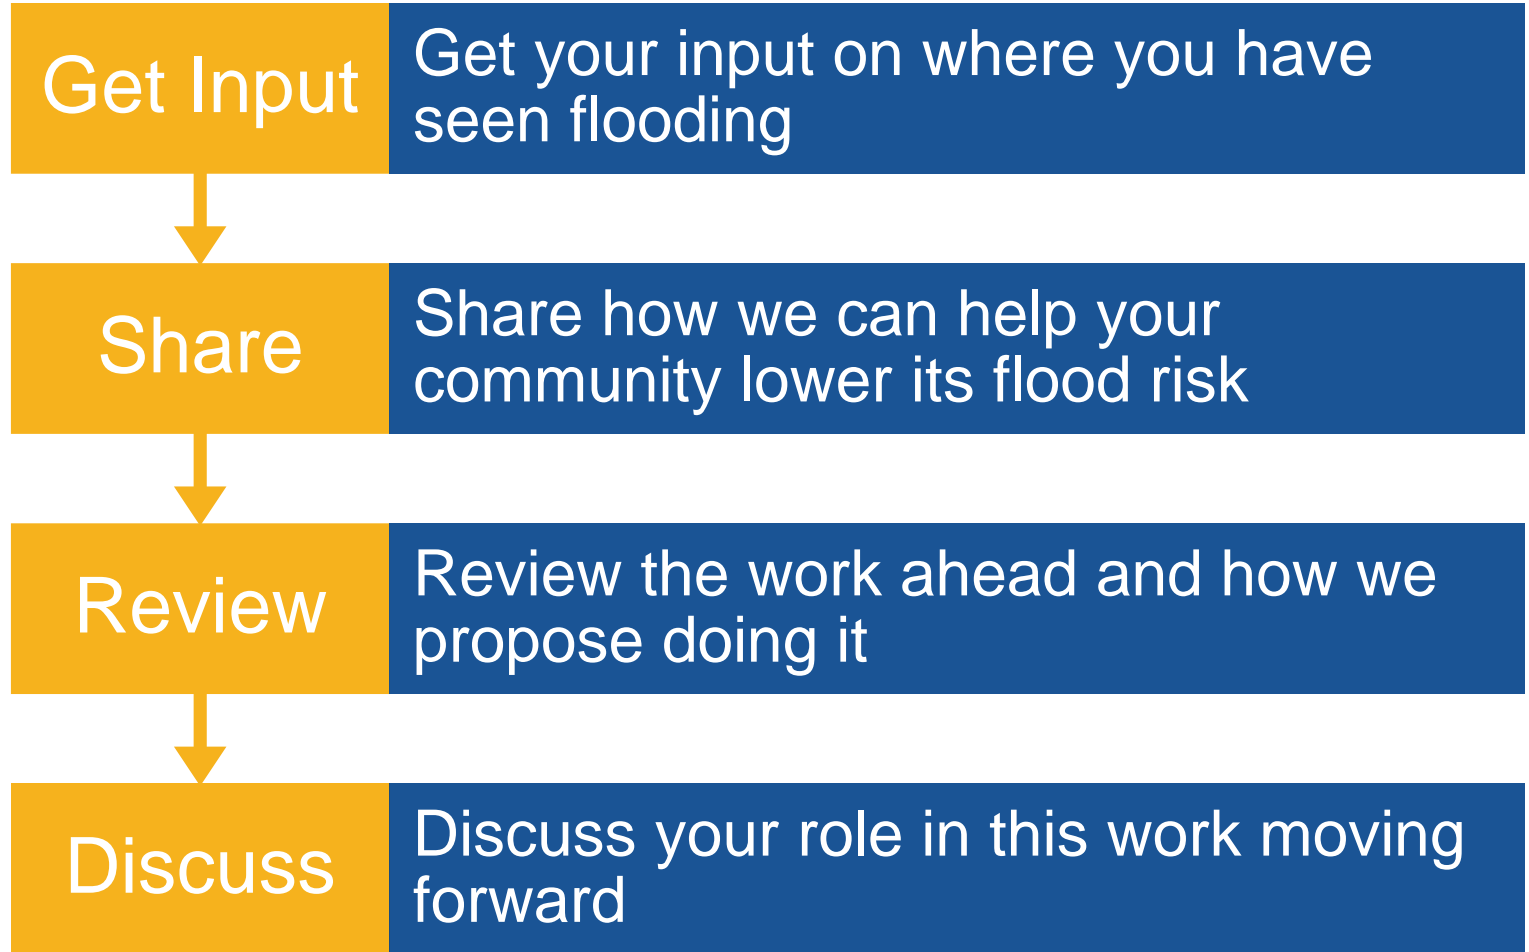 Get Input
Get your input on where you have
seen flooding
Share
Share how we can help your
community lower its flood risk
Review
Review the work ahead and how we
propose doing it
Discuss
Discuss your role in this work moving
forward